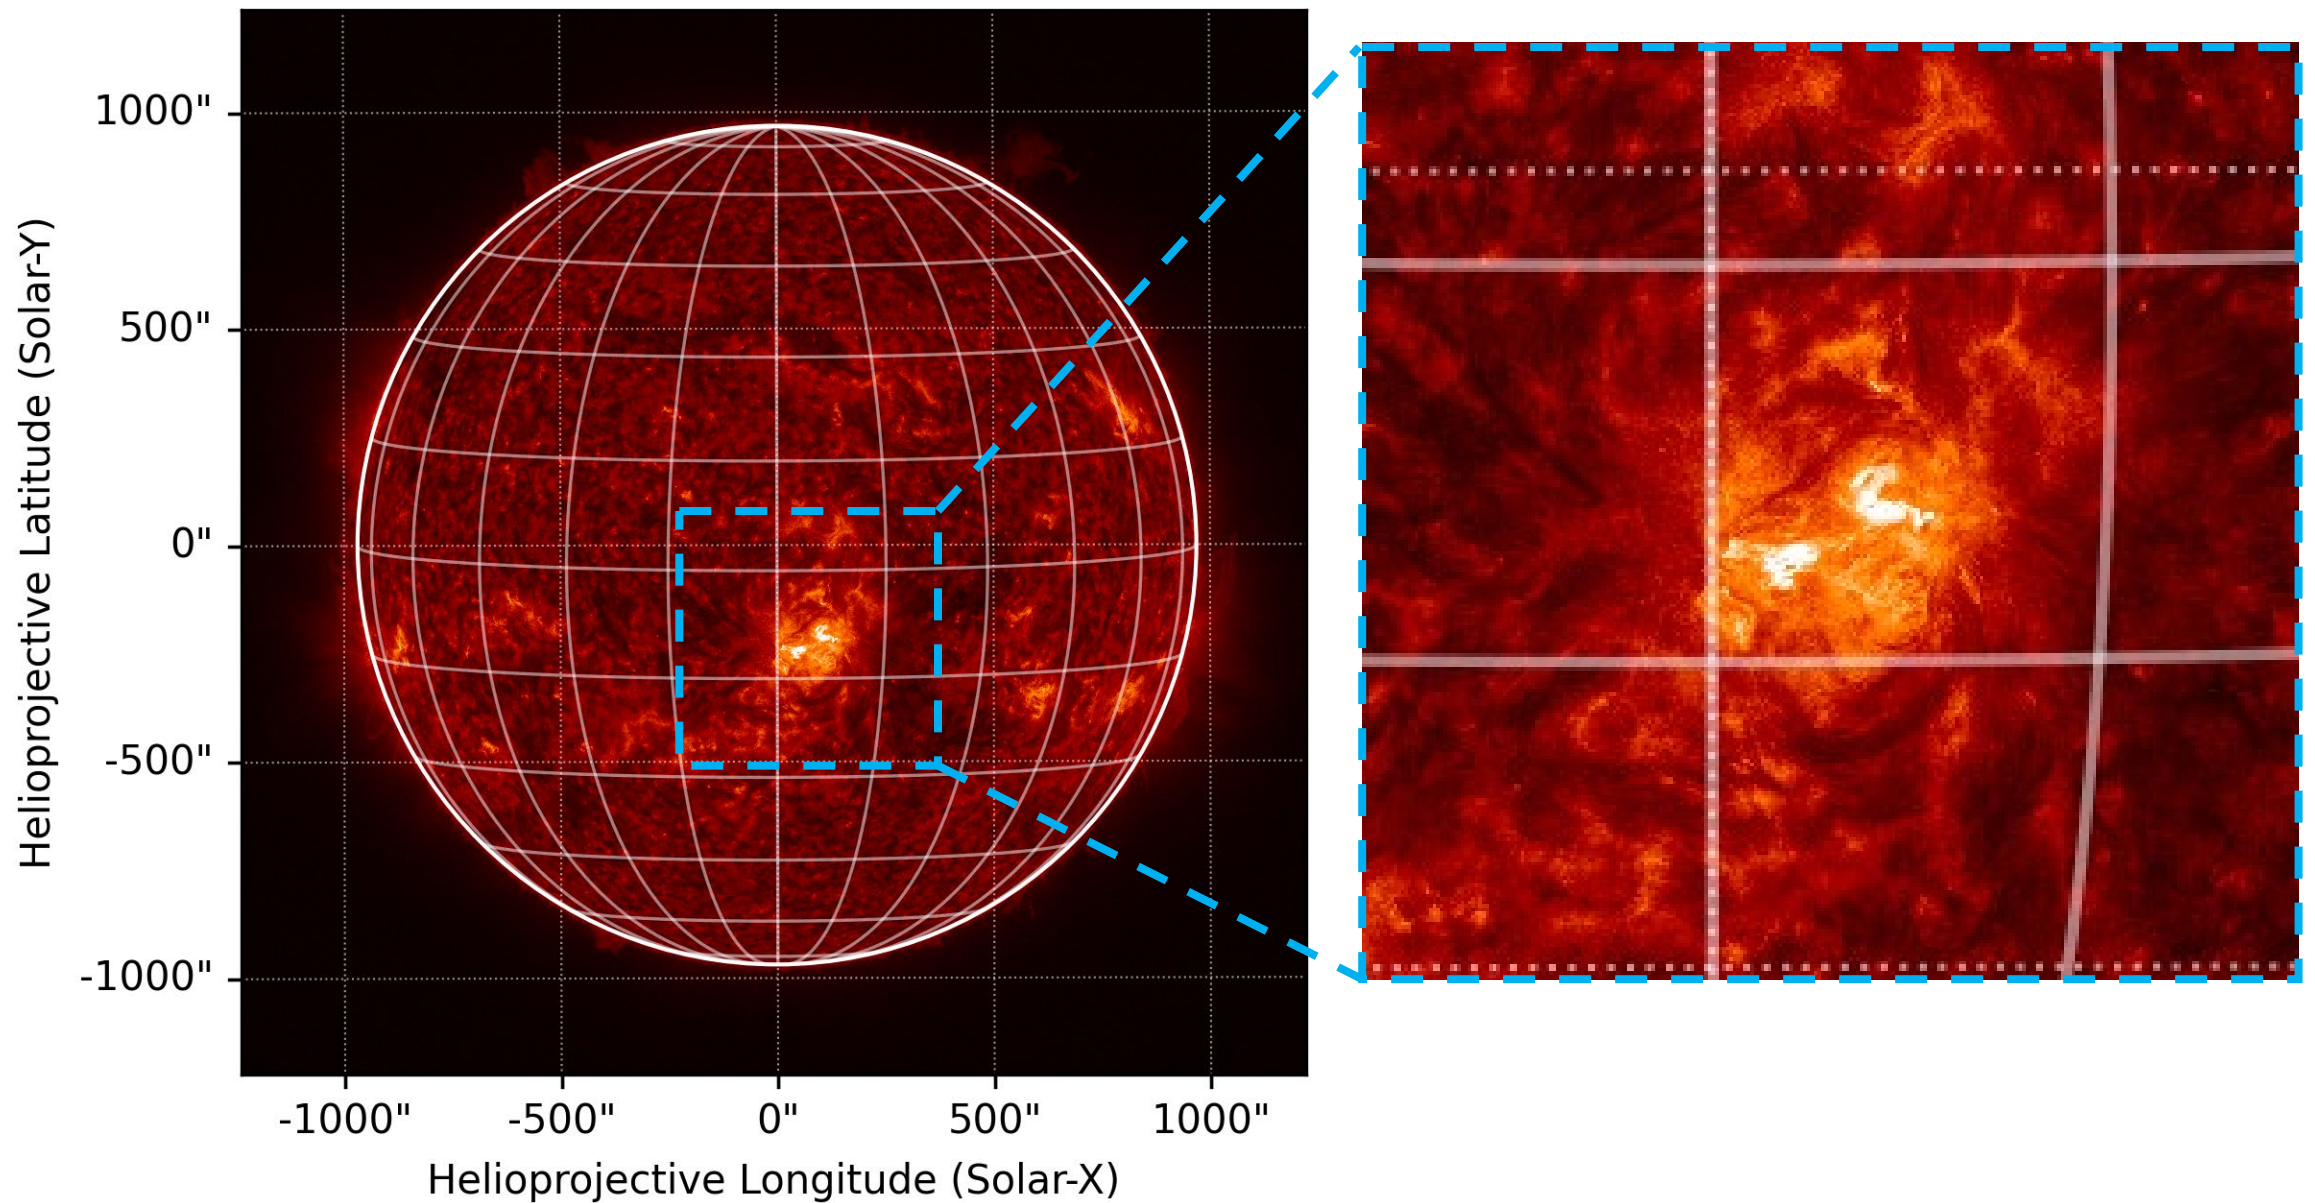 1000"
500"
0"
-500"
-1000"
Helioprojective Latitude (Solar-Y)
-1000" -500" 0" 500" 1000"
Helioprojective Longitude (Solar-X)